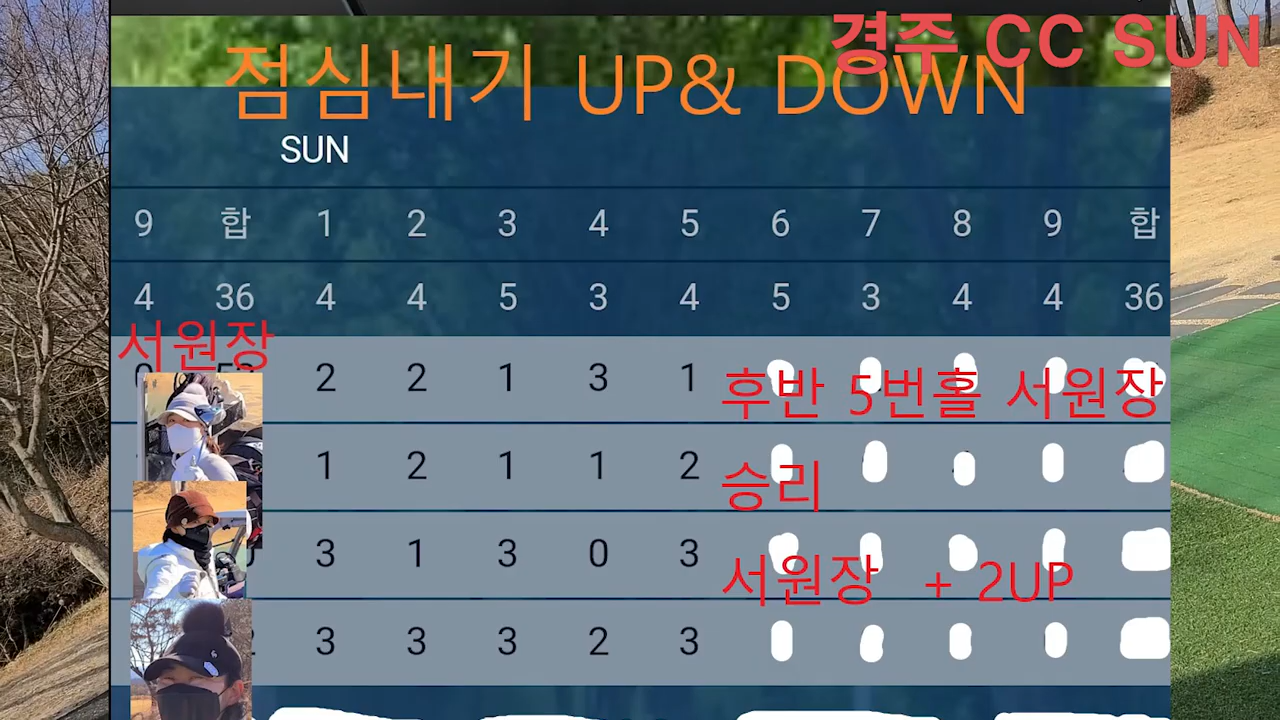 경주 CC SUN
점심내기 UP& DOWN
SUN
9 합 1 2 3 4 5 6 7 8 9 합
4 36 4 4 5 3 4 5 3 4 4 36
서원장
2 2 1 3 1
후반 5번홀 서원장
1 2 1 1 2
승리
3 1 3 0 3
서원장 + 2UP
3 3 3 2 3